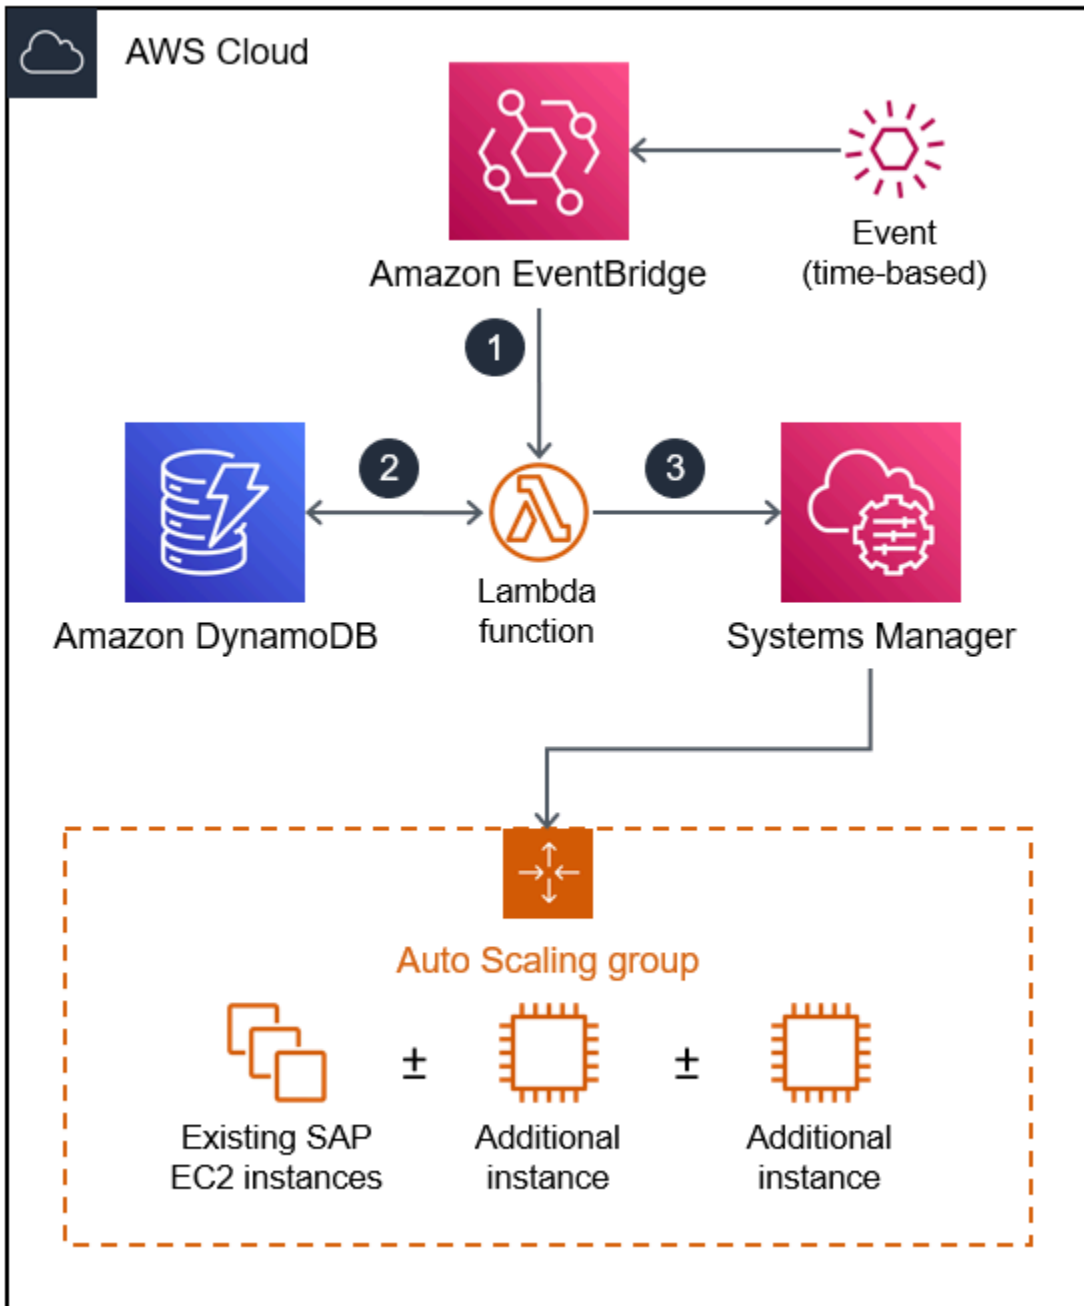 AWS Cloud
Event
(time-based)
Amazon EventBridge
1
2
3
Lambda
function
Amazon DynamoDB
Systems Manager
Auto Scaling group
± ±
Existing SAP
EC2 instances
Additional
instance
Additional
instance